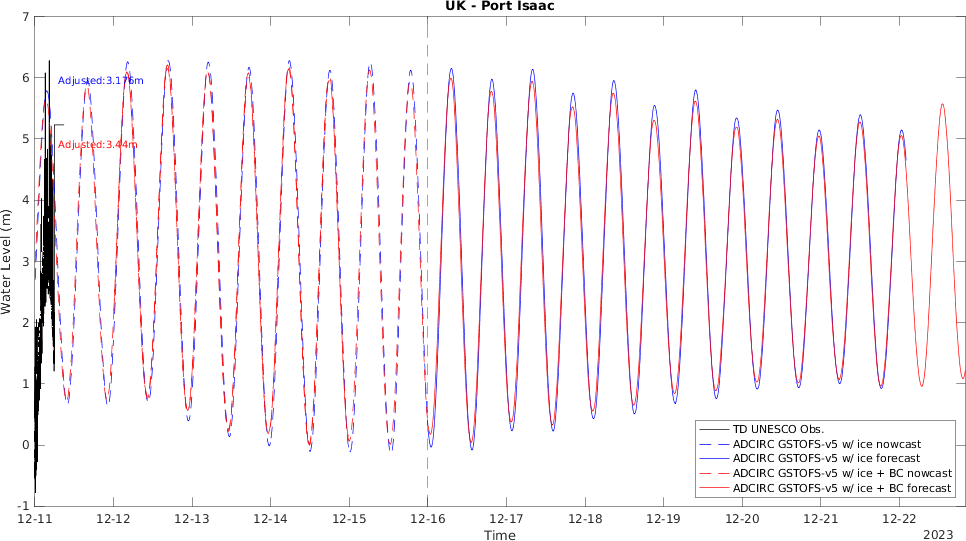 UK - Port Isaac
7
6
5
4
3
2
1
0
-1
Water Level (m)
Adjusted:3.176m
Adjusted:3.44m
TD UNESCO Obs.
ADCIRC GSTOFS-v5 w/ ice nowcast
ADCIRC GSTOFS-v5 w/ ice forecast
ADCIRC GSTOFS-v5 w/ ice + BC nowcast
ADCIRC GSTOFS-v5 w/ ice + BC forecast
12-11 12-12 12-13 12-14 12-15 12-16 12-17 12-18 12-19 12-20 12-21 12-22
Time
2023